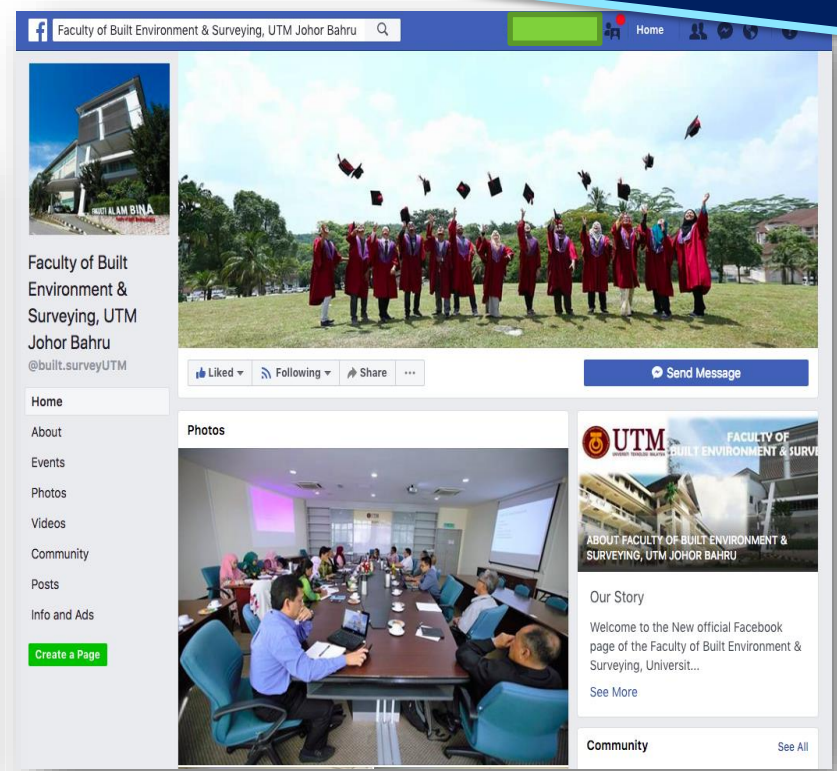 Faculty of Built Environment & Surveying, UTM Johor Bahru
Home
FAKULTI ALAM BINA
Faculty of Built
Environment &
Surveying, UTM
Johor Bahru
@built.surveyUTM
Home
About
Events
Photos
Videos
Community
Posts
Info and Ads
Create a Page
Liked
Following
Share
Send Message
Photos
UTM
UNIVERSITI TEKNOLOGI MALAYSIA
FACULTY OF
BUILT ENVIRONMENT & SURVE
ABOUT FACULTY OF BUILT ENVIRONMENT &
SURVEYING, UTM JOHOR BAHRU
Our Story
Welcome to the New official Facebook
page of the Faculty of Built Environment &
Surveying, Universit...
See More
Community
See All